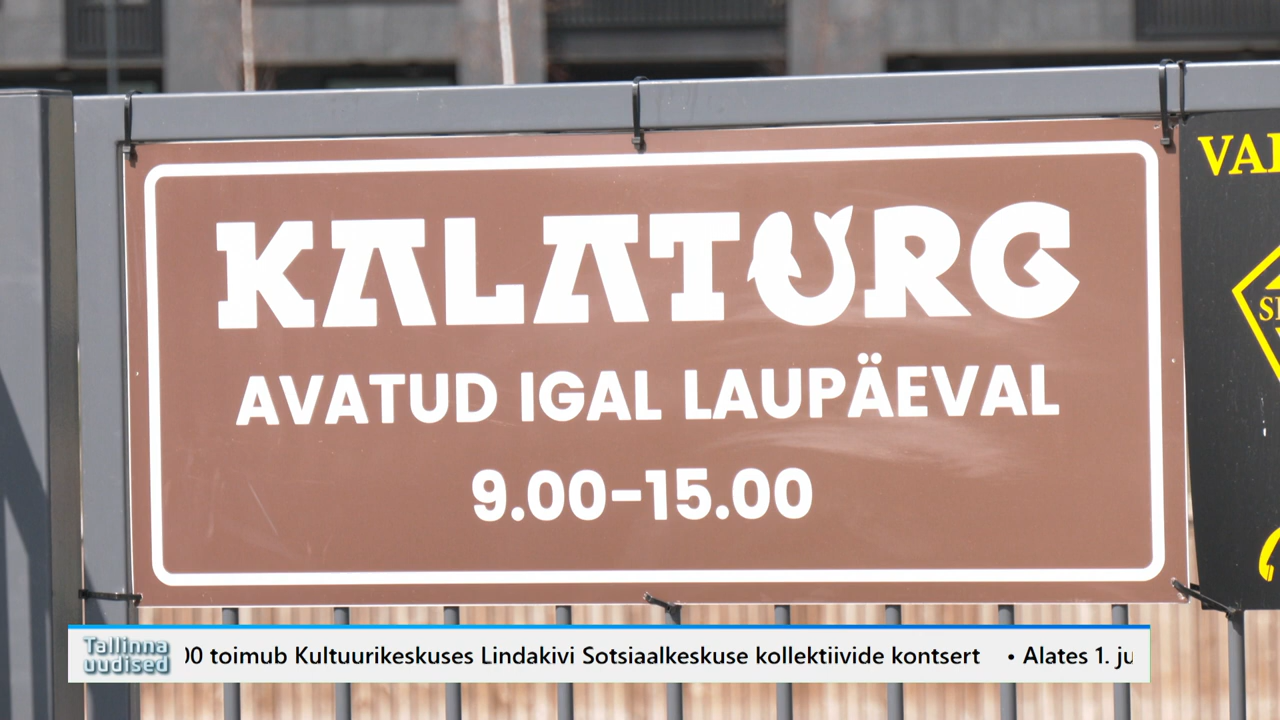 KALATURG
AVATUD IGAL LAUPÄEVAL
9.00-15.00
Tallinna
uudised
toimub Kultuurikeskuses Lindakivi Sotsiaalkeskuse kollektiivide kontsert • Alates 1.